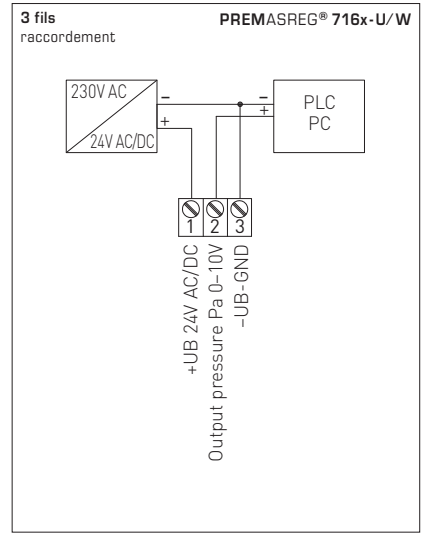 3 fils
raccordement
PREMASREG® 716x-U/W
230V AC
24V AC/DC
–
+
–
+
PLC
PC
1 2 3
+UB 24V AC/DC
Output pressure Pa 0–10V
–UB-GND